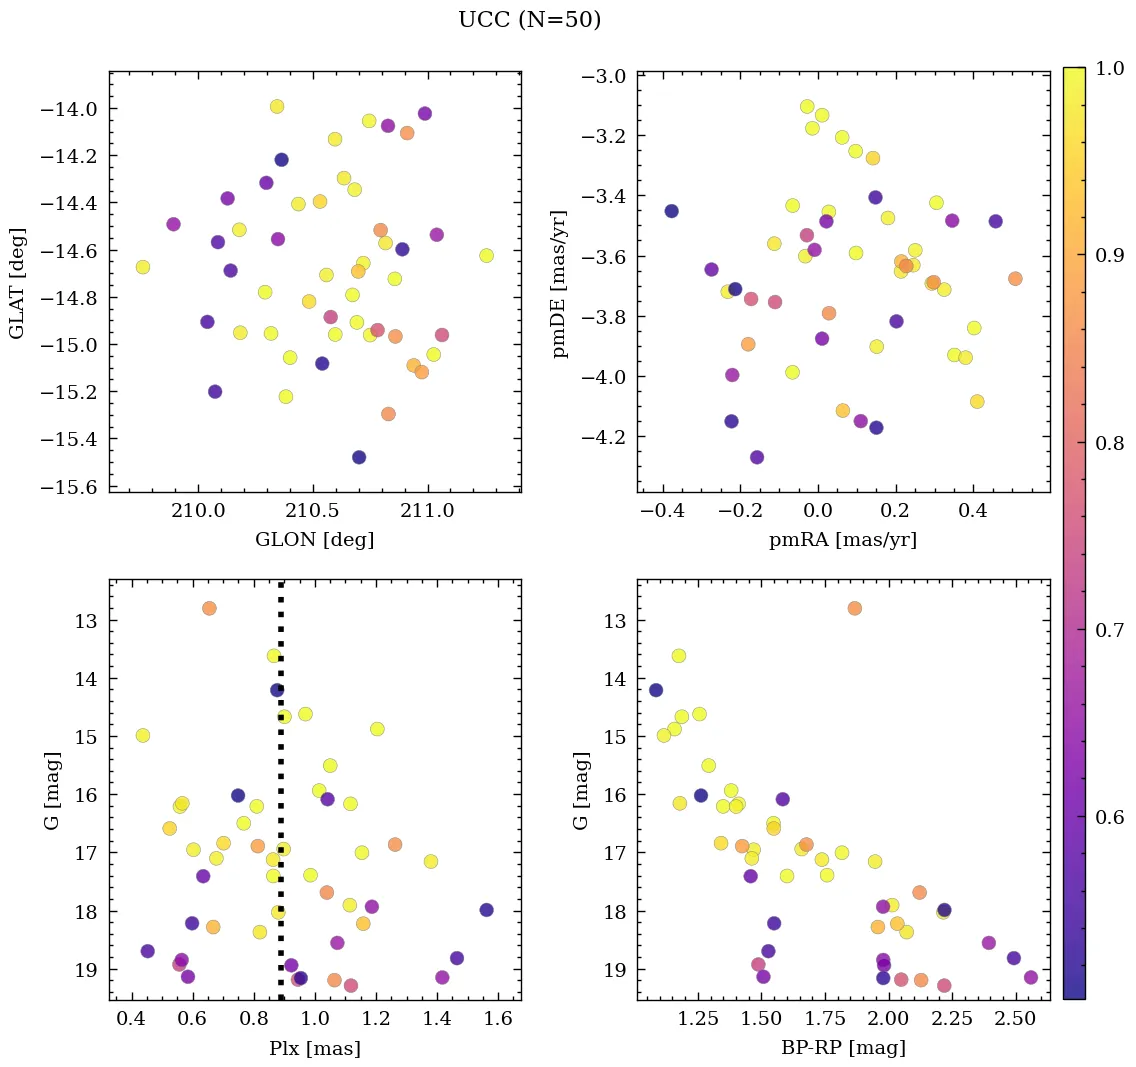 UCC (N=50)
−14.0
−14.2
−14.4
−14.6
−14.8
−15.0
−15.2
−15.4
−15.6
GLAT [deg]
210.0 210.5 211.0
GLON [deg]
−3.0
−3.2
−3.4
−3.6
−3.8
−4.0
−4.2
pmDE [mas/yr]
−0.4 −0.2 0.0 0.2 0.4
pmRA [mas/yr]
13
14
15
16
17
18
19
G [mag]
0.4 0.6 0.8 1.0 1.2 1.4 1.6
Plx [mas]
13
14
15
16
17
18
19
G [mag]
1.25 1.50 1.75 2.00 2.25 2.50
BP-RP [mag]
1.0
0.9
0.8
0.7
0.6